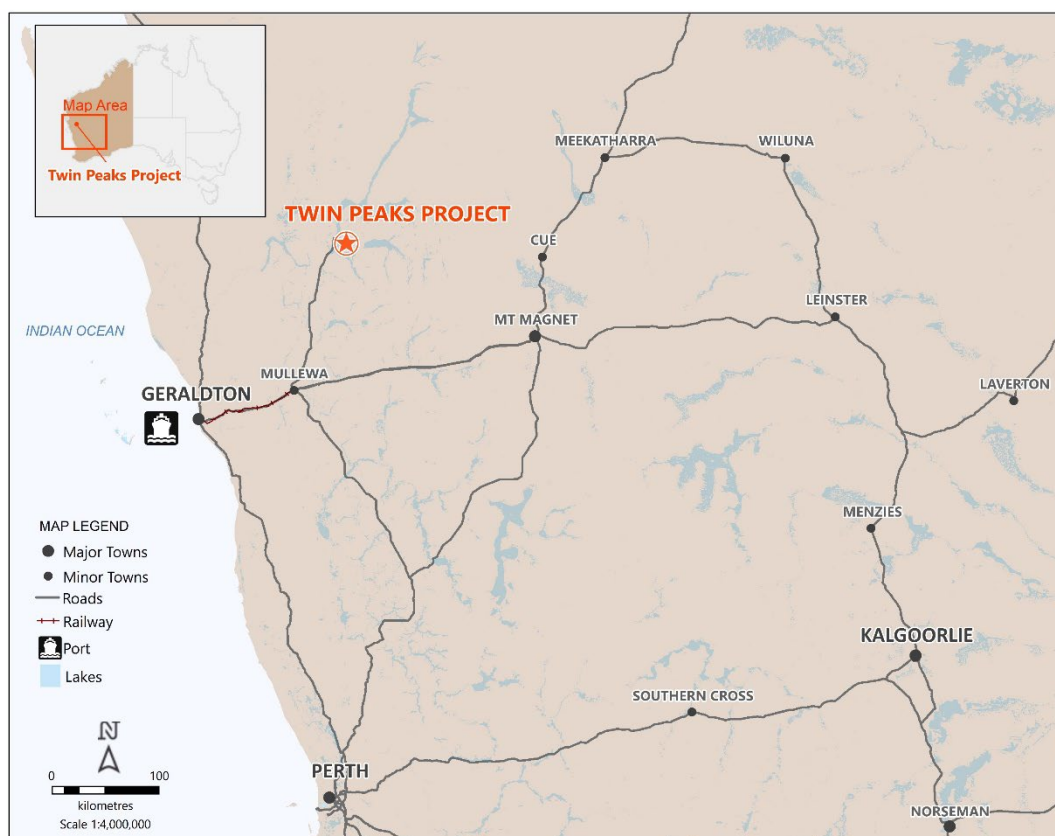 Map Area
Twin Peaks Project
MEEKATHARRA
WILUNA
TWIN PEAKS PROJECT
CUE
LEINSTER
INDIAN OCEAN
MT MAGNET
MULLEWA
LAVERTON
GERALDTON
MENZIES
MAP LEGEND
Major Towns
Minor Towns
Roads
Railway
Port
Lakes
KALGOORLIE
SOUTHERN CROSS
N
PERTH
0 100
kilometres
Scale 1:4,000,000
NORSEMAN